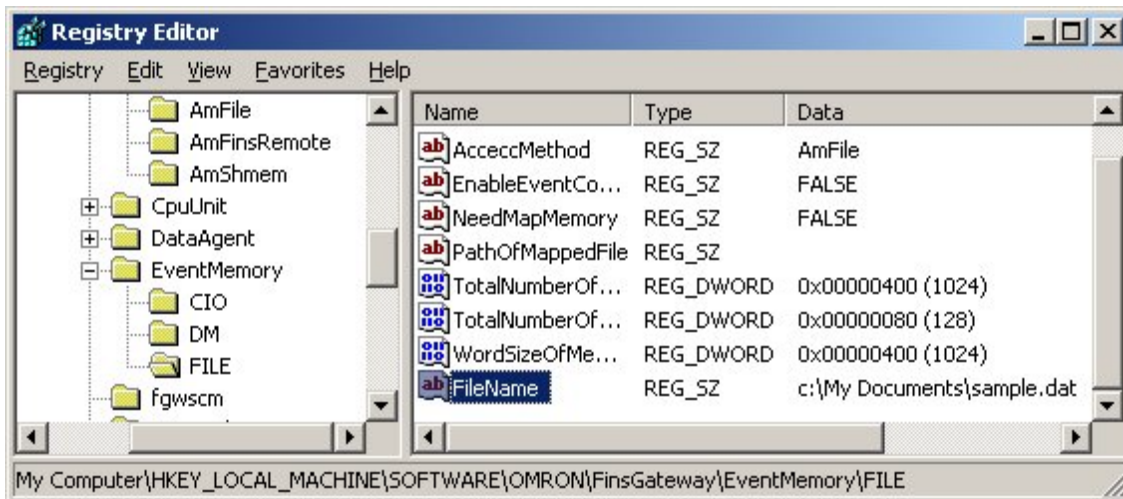 Registry Editor
Registry Edit View Favorites Help
AmFile
AmFinsRemote
AmShmem
CpuUnit
DataAgent
EventMemory
CIO
DM
FILE
fgwscm
Name Type Data
AcceccMethod REG_SZ AmFile
EnableEventCo... REG_SZ FALSE
NeedMapMemory REG_SZ FALSE
PathOfMappedFile REG_SZ
TotalNumberOf... REG_DWORD 0x00000400 (1024)
TotalNumberOf... REG_DWORD 0x00000080 (128)
WordSizeOfMe... REG_DWORD 0x00000400 (1024)
FileName REG_SZ c:\My Documents\sample.dat
My Computer\HKEY_LOCAL_MACHINE\SOFTWARE\OMRON\FinsGateway\EventMemory\FILE